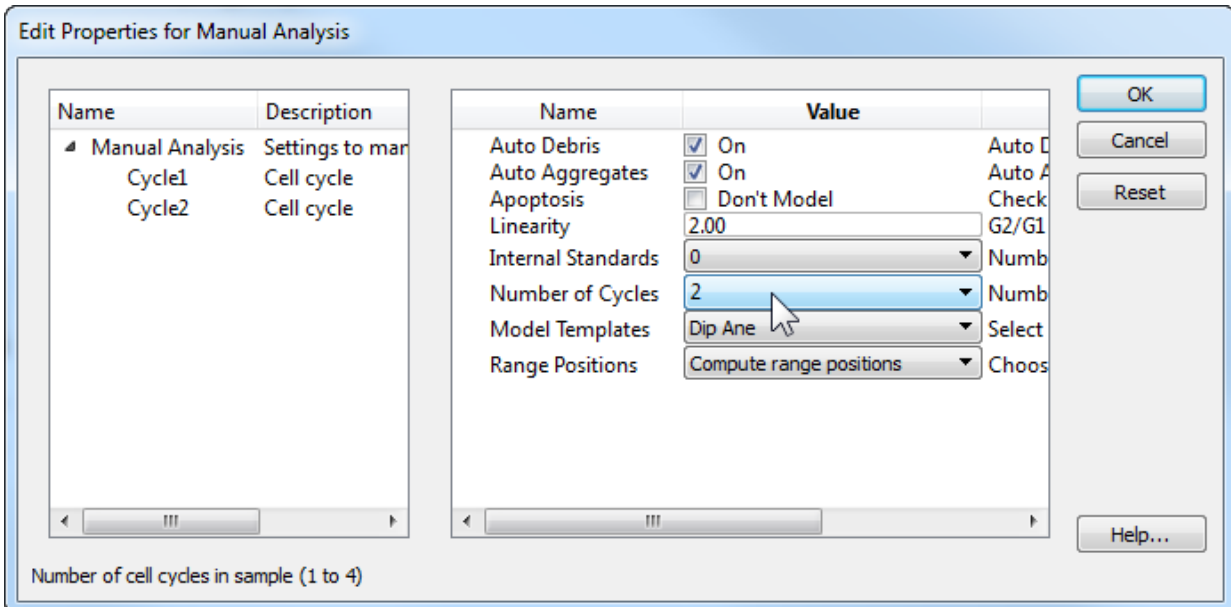 Edit Properties for Manual Analysis
Name Description
Manual Analysis Settings to mar
Cycle1 Cell cycle
Cycle2 Cell cycle
Name Value
Auto Debris On Auto D
Auto Aggregates On Auto A
Apoptosis Don't Model Check
Linearity 2.00 G2/G1
Internal Standards 0 Numb
Number of Cycles 2 Numb
Model Templates Dip Ane Select
Range Positions Compute range positions Choos
OK
Cancel
Reset
Help...
Number of cell cycles in sample (1 to 4)